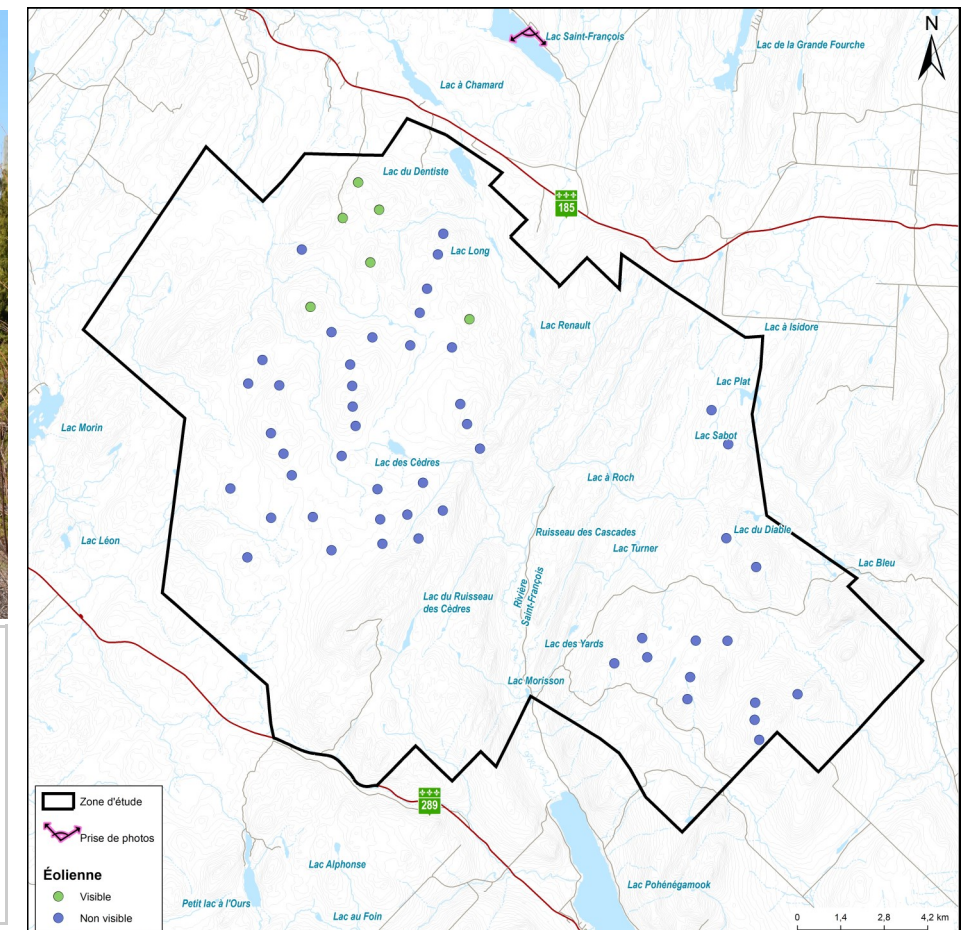 N
Lac Saint-François
Lac de la Grande Fourche
Lac à Chamard
Lac du Dentiste
185
Lac Long
Lac Renault
Lac à Isidore
Lac Plat
Lac Morin
Lac Sabot
Lac des Cèdres
Lac à Roch
Ruisseau des Cascades
Lac du Diable
Lac Léon
Lac Turner
Lac Bleu
Rivière
Saint-François
Lac du Ruisseau
des Cèdres
Lac des Yards
Lac Morisson
289
Zone d'étude
Prise de photos
Éolienne
Visible
Non visible
Lac Alphonse
Petit lac à l'Ours
Lac au Foin
Lac Pohénégamook
0 1,4 2,8 4,2 km